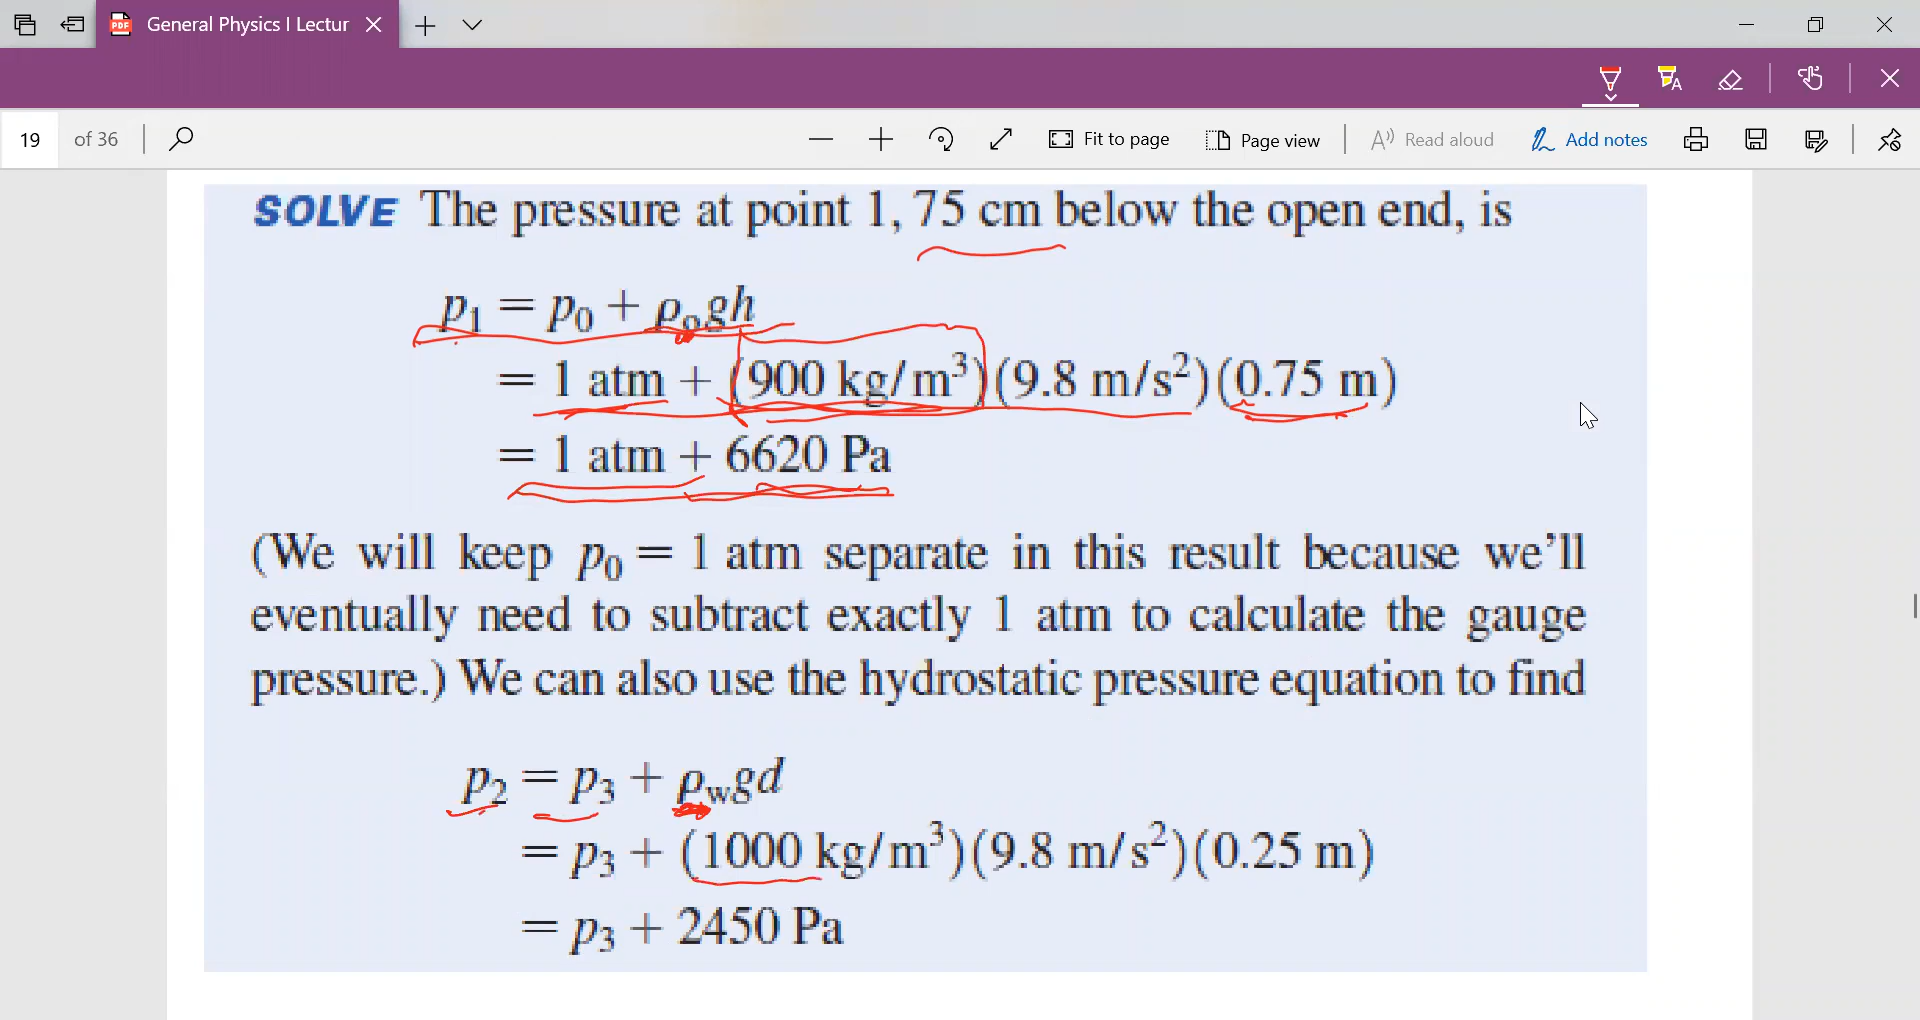 General Physics I Lectur
19 of 36
Fit to page
Page view
Read aloud
Add notes
SOLVE The pressure at point 1, 75 cm below the open end, is
p₁ = p₀ + ρₒgh
= 1 atm + (900 kg/m³)(9.8 m/s²)(0.75 m)
= 1 atm + 6620 Pa
(We will keep p₀ = 1 atm separate in this result because we’ll
eventually need to subtract exactly 1 atm to calculate the gauge
pressure.) We can also use the hydrostatic pressure equation to find
p₂ = p₃ + ρwgd
= p₃ + (1000 kg/m³)(9.8 m/s²)(0.25 m)
= p₃ + 2450 Pa